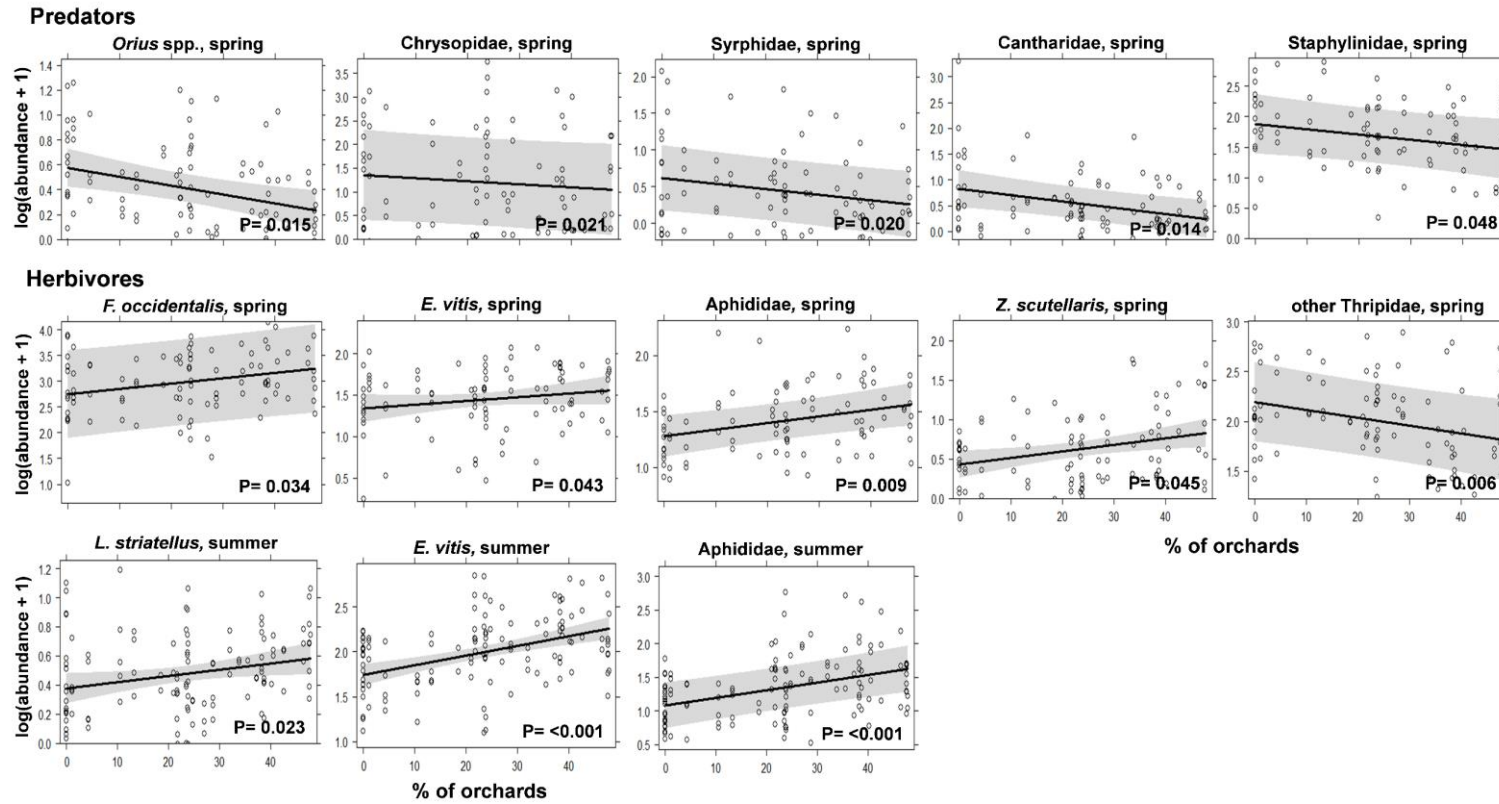 Predators
Orius spp., spring
Chrysopidae, spring
Syrphidae, spring
Cantharidae, spring
Staphylinidae, spring
log(abundance + 1)
1.4
1.2
1.0
0.8
0.6
0.4
0.2
0.0
P= 0.015
3.5
3.0
2.5
2.0
1.5
1.0
0.5
0.0
P= 0.021
2.0
1.5
1.0
0.5
0.0
P= 0.020
3.0
2.5
2.0
1.5
1.0
0.5
0.0
P= 0.014
2.5
2.0
1.5
1.0
0.5
0.0
P= 0.048
Herbivores
F. occidentalis, spring
E. vitis, spring
Aphididae, spring
Z. scutellaris, spring
other Thripidae, spring
log(abundance + 1)
4.0
3.5
3.0
2.5
2.0
1.5
1.0
P= 0.034
2.0
1.5
1.0
0.5
P= 0.043
2.0
1.5
1.0
P= 0.009
2.0
1.5
1.0
0.5
0.0
P= 0.045
0 10 20 30 40
3.0
2.5
2.0
1.5
P= 0.006
0 10 20 30 40
% of orchards
L. striatellus, summer
E. vitis, summer
Aphididae, summer
log(abundance + 1)
1.2
1.0
0.8
0.6
0.4
0.2
0.0
P= 0.023
0 10 20 30 40
2.5
2.0
1.5
1.0
P= <0.001
0 10 20 30 40
3.0
2.5
2.0
1.5
1.0
0.5
P= <0.001
0 10 20 30 40
% of orchards